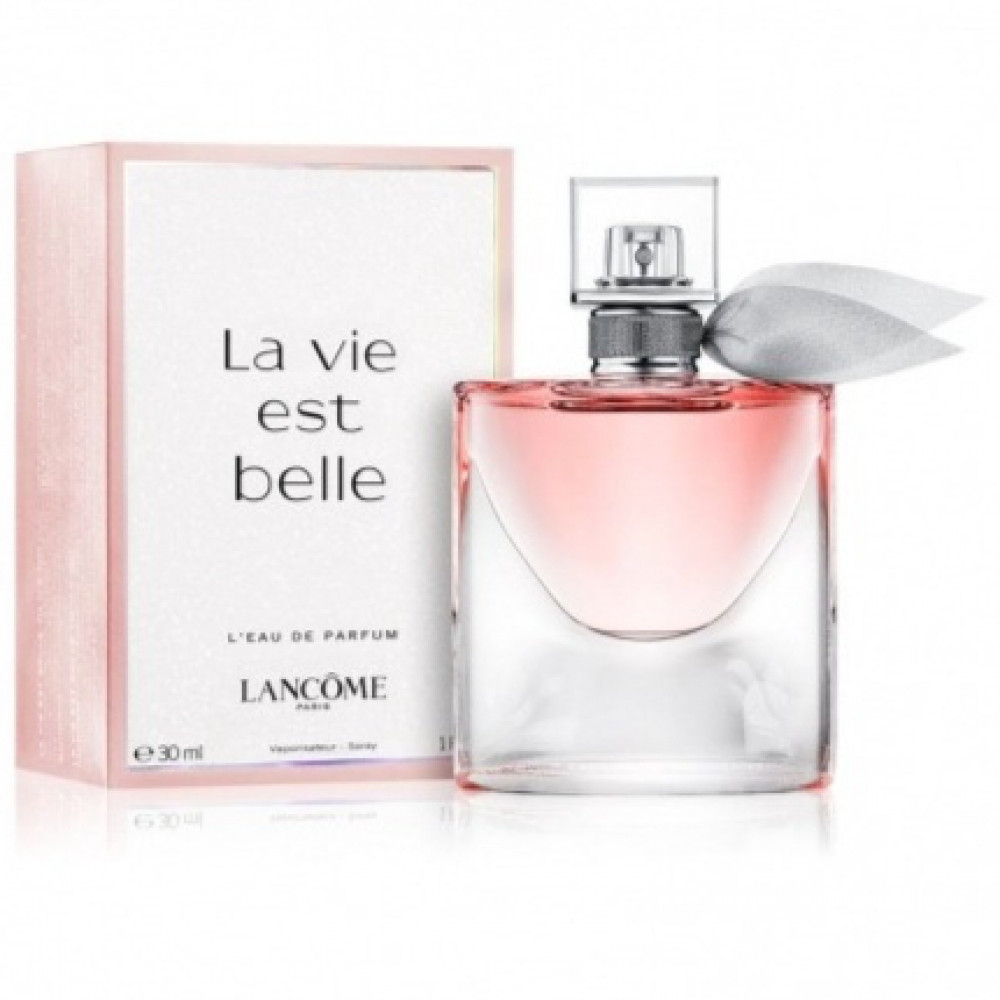 La vie
est
belle
L'EAU DE PARFUM
LANCÔME
PARIS
℮ 30 ml
Vaporisateur - Spray